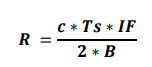 R = c * Ts * IF / 2 * B